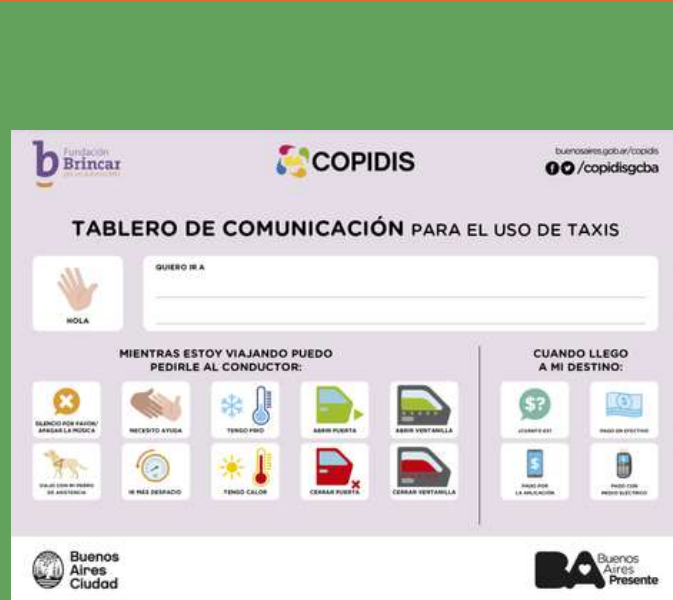 Fundación
Brincar
COPIDIS
buenosaires.gob.ar/copidis
/copidisgcba
TABLERO DE COMUNICACIÓN PARA EL USO DE TAXIS
HOLA
QUIERO IR A
MIENTRAS ESTOY VIAJANDO PUEDO
PEDIRLE AL CONDUCTOR:
CUANDO LLEGO
A MI DESTINO:
SILENCIO POR FAVOR/
APAGAR LA MÚSICA
NECESITO AYUDA
TENGO FRIO
ABRIR PUERTA
ABRIR VENTANILLA
$?
¿CUÁNTO ES?
PAGO EN EFECTIVO
VIAJO CON MI PERRO
DE ASISTENCIA
IR MÁS DESPACIO
TENGO CALOR
CERRAR PUERTA
CERRAR VENTANILLA
$
PAGO POR
LA APLICACIÓN
PAGO CON
MEDIO ELÉCTRICO
Buenos
Aires
Ciudad
BA
Buenos
Aires
Presente